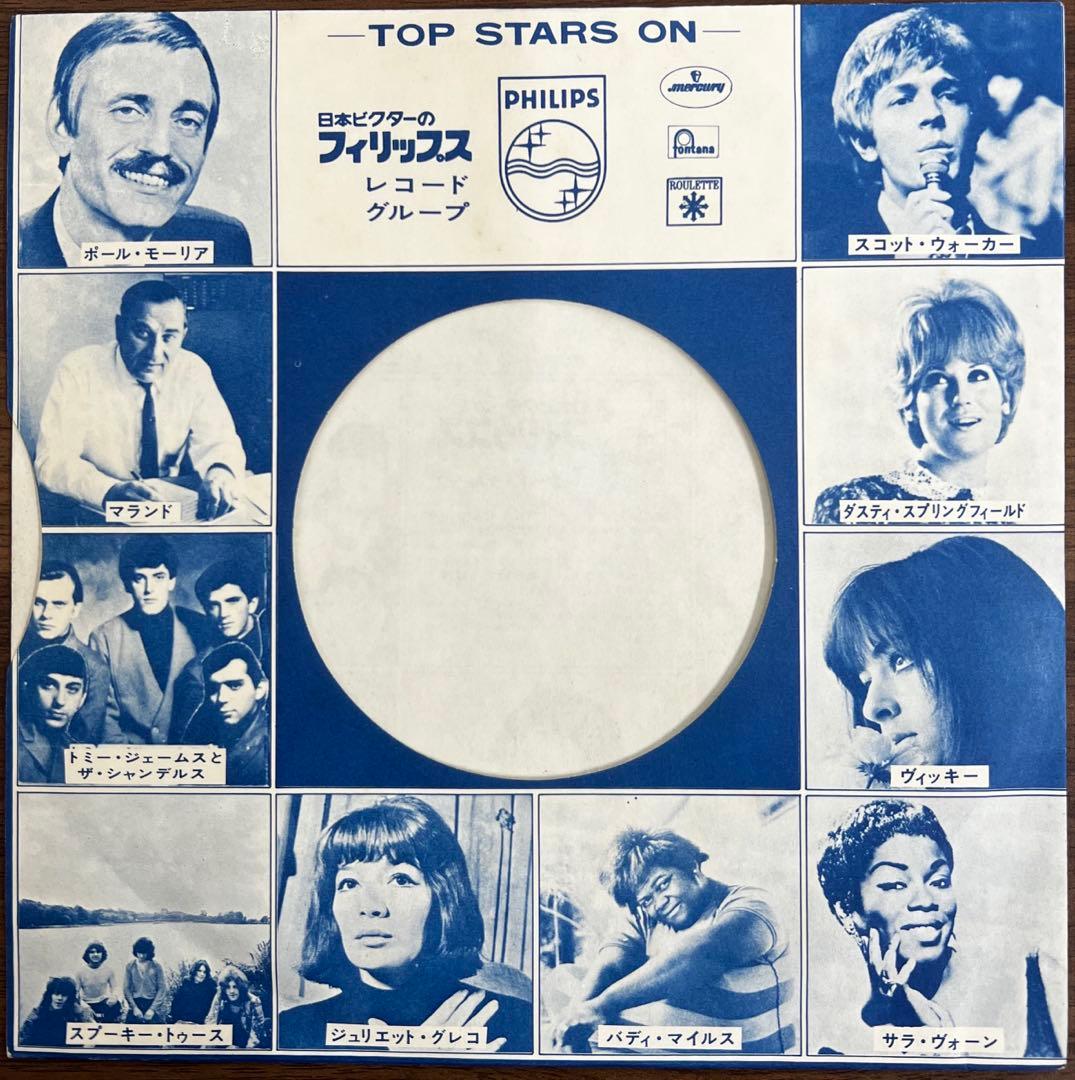 TOP STARS ON
日本ビクターの
フィリップス
レコード
グループ
PHILIPS
mercury
fontana
ROULETTE
ポール・モーリア
スコット・ウォーカー
マランド
ダスティ・スプリングフィールド
トミー・ジェームスと
ザ・シャンデルス
ヴィッキー
スプーキー・トゥース
ジュリエット・グレコ
バディ・マイルス
サラ・ヴォーン